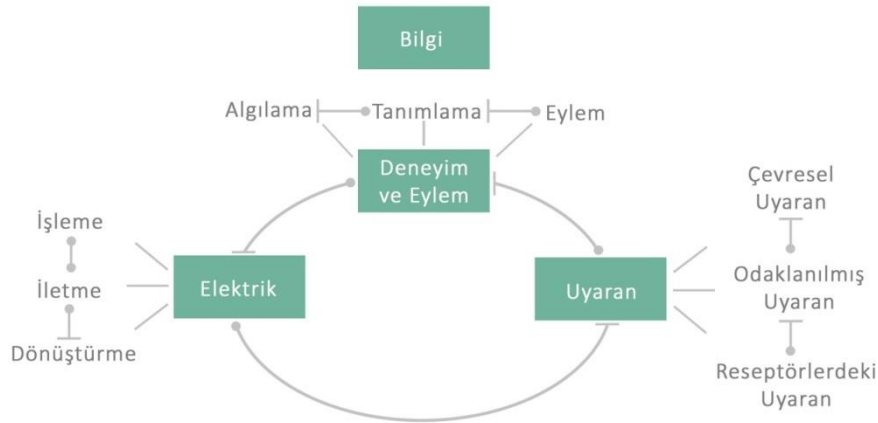 Bilgi
Algılama
Tanımlama
Eylem
Deneyim
ve Eylem
Çevresel
Uyaran
İşleme
İletme
Elektrik
Uyaran
Odaklanılmış
Uyaran
Dönüştürme
Reseptörlerdeki
Uyaran